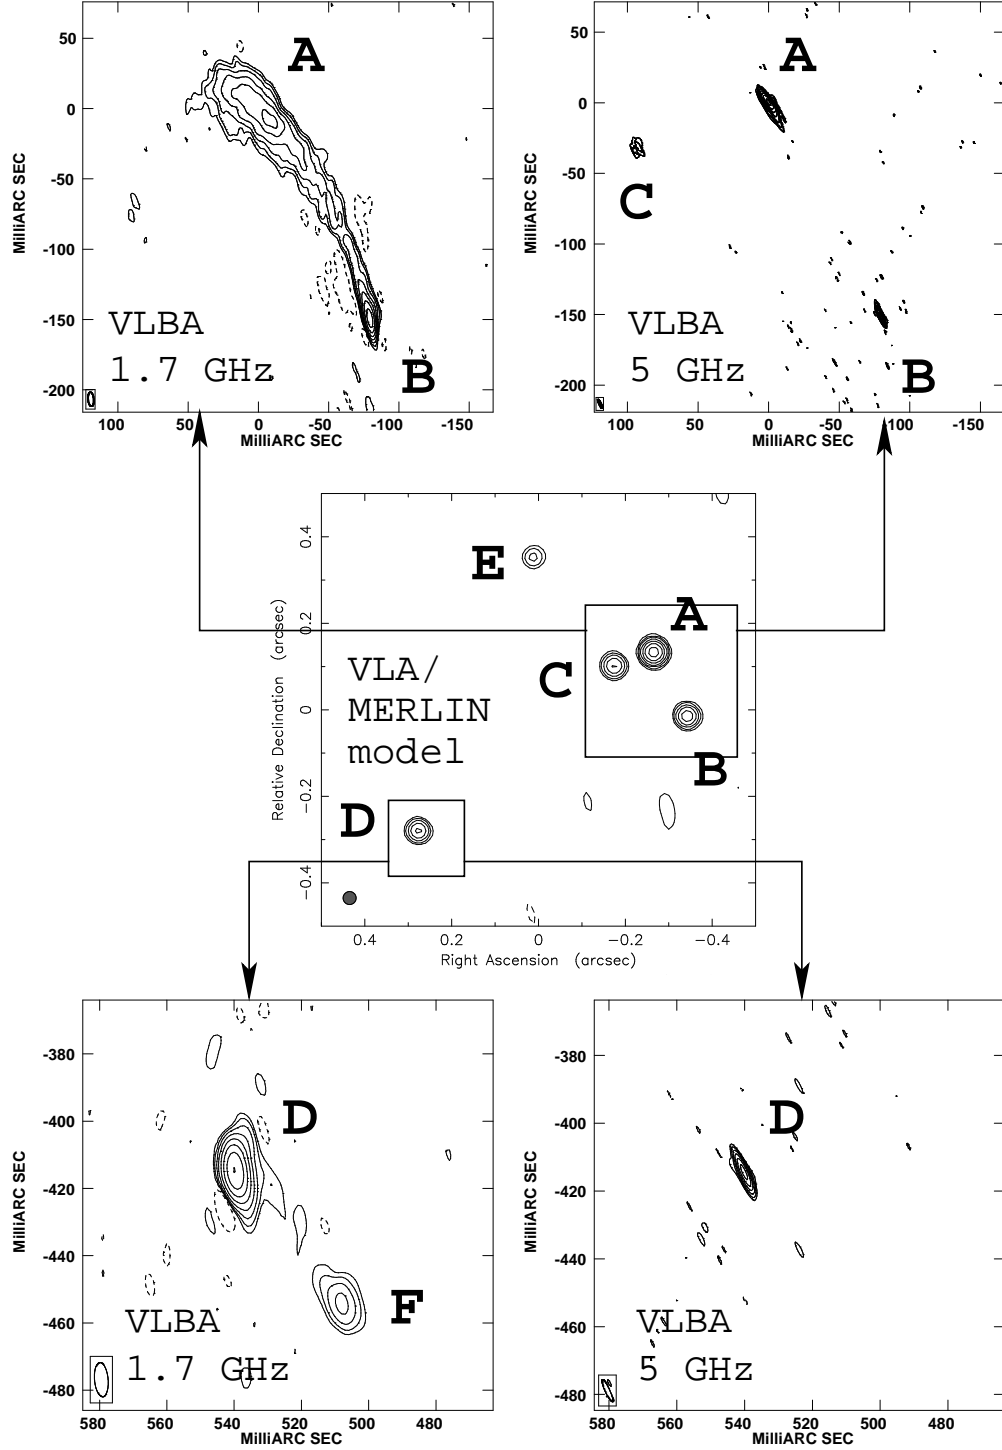 A
50
0
-50
-100
-150
-200
MilliARC SEC
VLBA
1.7 GHz
B
100 50 0 -50 -100 -150
MilliARC SEC
A
50
0
-50
-100
-150
-200
MilliARC SEC
C
VLBA
5 GHz
B
100 50 0 -50 -100 -150
MilliARC SEC
E
A
C
B
D
VLA/
MERLIN
model
0.4
0.2
0
−0.2
−0.4
Relative Declination (arcsec)
0.4 0.2 0 −0.2 −0.4
Right Ascension (arcsec)
D
F
-380
-400
-420
-440
-460
-480
MilliARC SEC
VLBA
1.7 GHz
580 560 540 520 500 480
MilliARC SEC
D
-380
-400
-420
-440
-460
-480
MilliARC SEC
VLBA
5 GHz
580 560 540 520 500 480
MilliARC SEC